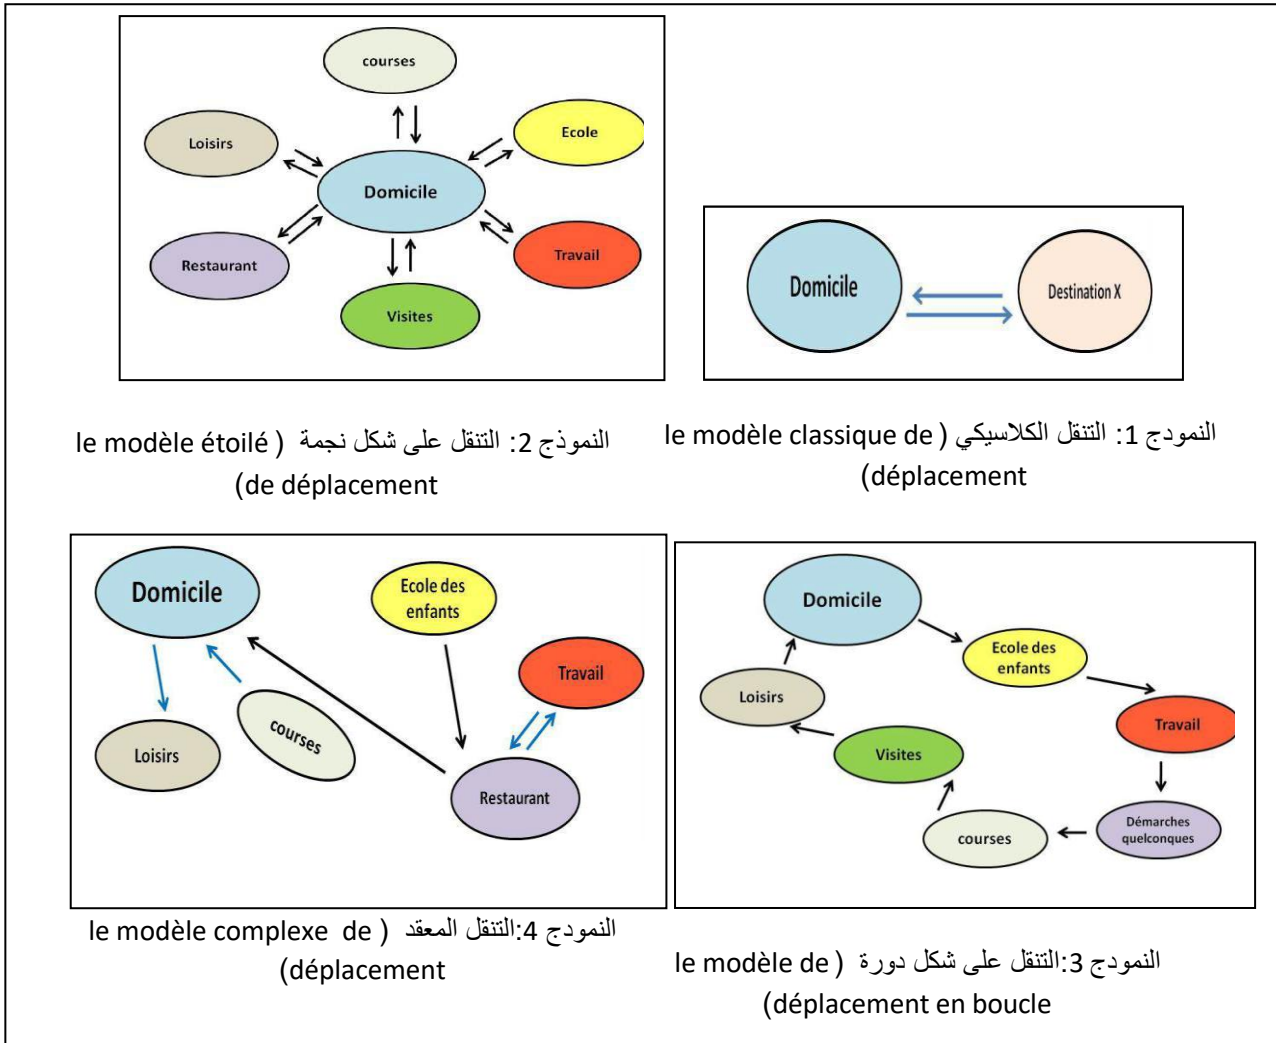 courses
Loisirs
Ecole
Domicile
Restaurant
Travail
Visites
Domicile
Destination X
النموذج 2: التنقل على شكل نجمة ( le modèle étoilé
de déplacement)
النمودج 1: التنقل الكلاسيكي ( le modèle classique de
déplacement)
Domicile
Ecole des
enfants
Travail
courses
Loisirs
Restaurant
Domicile
Ecole des
enfants
Loisirs
Travail
Visites
Démarches
quelconques
courses
النمودج 4:التنقل المعقد ( le modèle complexe de
déplacement)
النمودج 3:التنقل على شكل دورة ( le modèle de
déplacement en boucle)